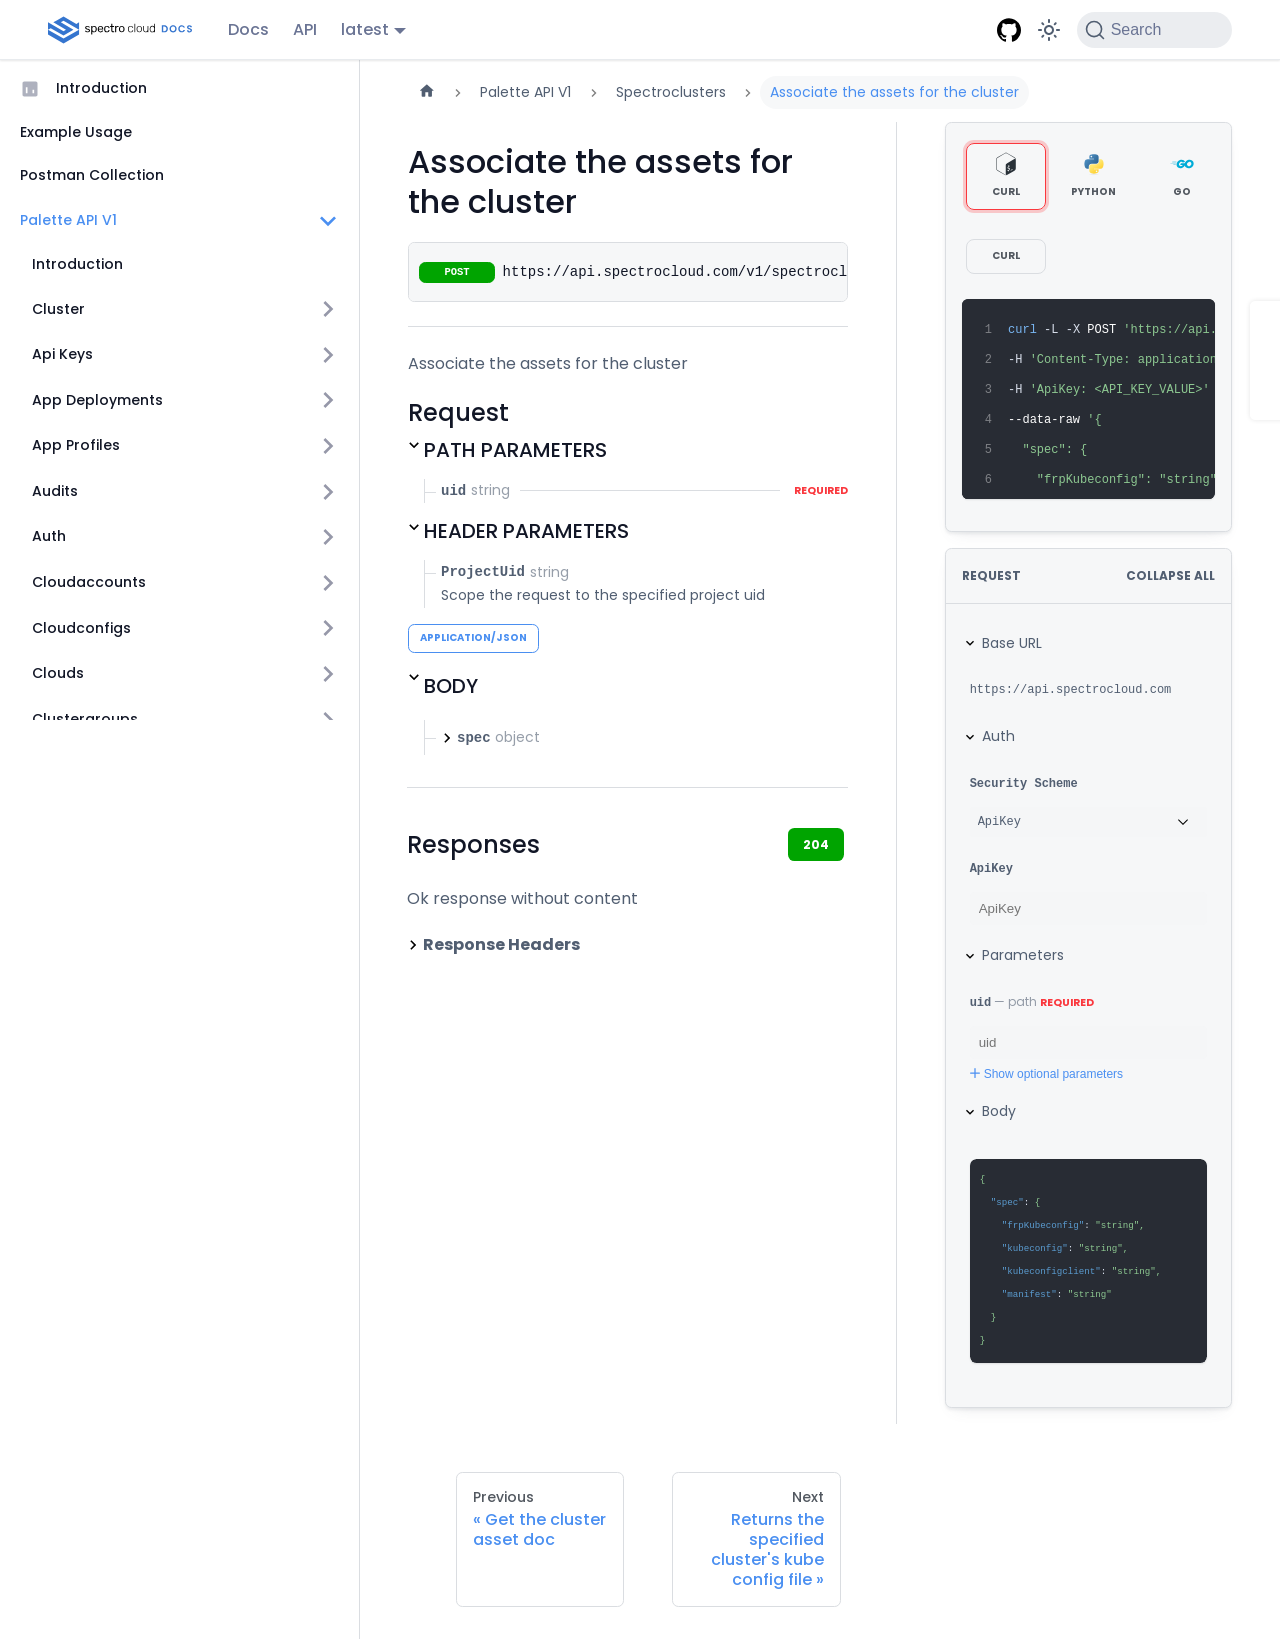 spectro cloud DOCS
Docs
API
latest
Search
Introduction
Example Usage
Postman Collection
Palette API V1
Introduction
Cluster
Api Keys
App Deployments
App Profiles
Audits
Auth
Cloudaccounts
Cloudconfigs
Clouds
Clustergroups
Palette API V1
Spectroclusters
Associate the assets for the cluster
Associate the assets for
the cluster
POST https://api.spectrocloud.com/v1/spectrocl
Associate the assets for the cluster
Request
PATH PARAMETERS
uid string REQUIRED
HEADER PARAMETERS
ProjectUid string
Scope the request to the specified project uid
APPLICATION/JSON
BODY
spec object
Responses
204
Ok response without content
Response Headers
CURL
PYTHON
GO
CURL
1 curl -L -X POST 'https://api.
2 -H 'Content-Type: application
3 -H 'ApiKey: <API_KEY_VALUE>'
4 --data-raw '{
5 "spec": {
6 "frpKubeconfig": "string"
REQUEST
COLLAPSE ALL
Base URL
https://api.spectrocloud.com
Auth
Security Scheme
ApiKey
ApiKey
ApiKey
Parameters
uid — path REQUIRED
uid
Show optional parameters
Body
{
"spec": {
"frpKubeconfig": "string",
"kubeconfig": "string",
"kubeconfigclient": "string",
"manifest": "string"
}
}
Previous
« Get the cluster
asset doc
Next
Returns the
specified
cluster's kube
config file »